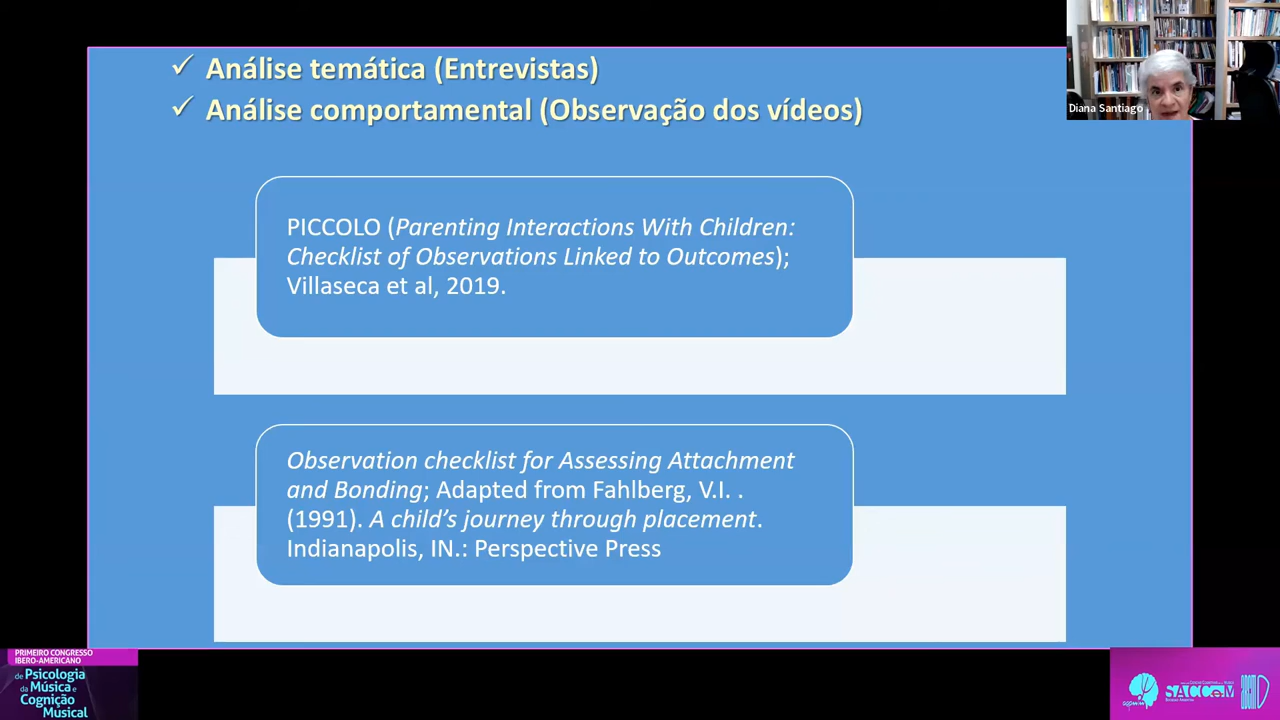 Análise temática (Entrevistas)
Análise comportamental (Observação dos vídeos)
Diana Santiago
PICCOLO (Parenting Interactions With Children:
Checklist of Observations Linked to Outcomes);
Villaseca et al, 2019.
Observation checklist for Assessing Attachment
and Bonding; Adapted from Fahlberg, V.I. .
(1991). A child’s journey through placement.
Indianapolis, IN.: Perspective Press
PRIMEIRO CONGRESSO
IBERO-AMERICANO
de Psicologia
da Música e
Cognição
Musical
SACCoM